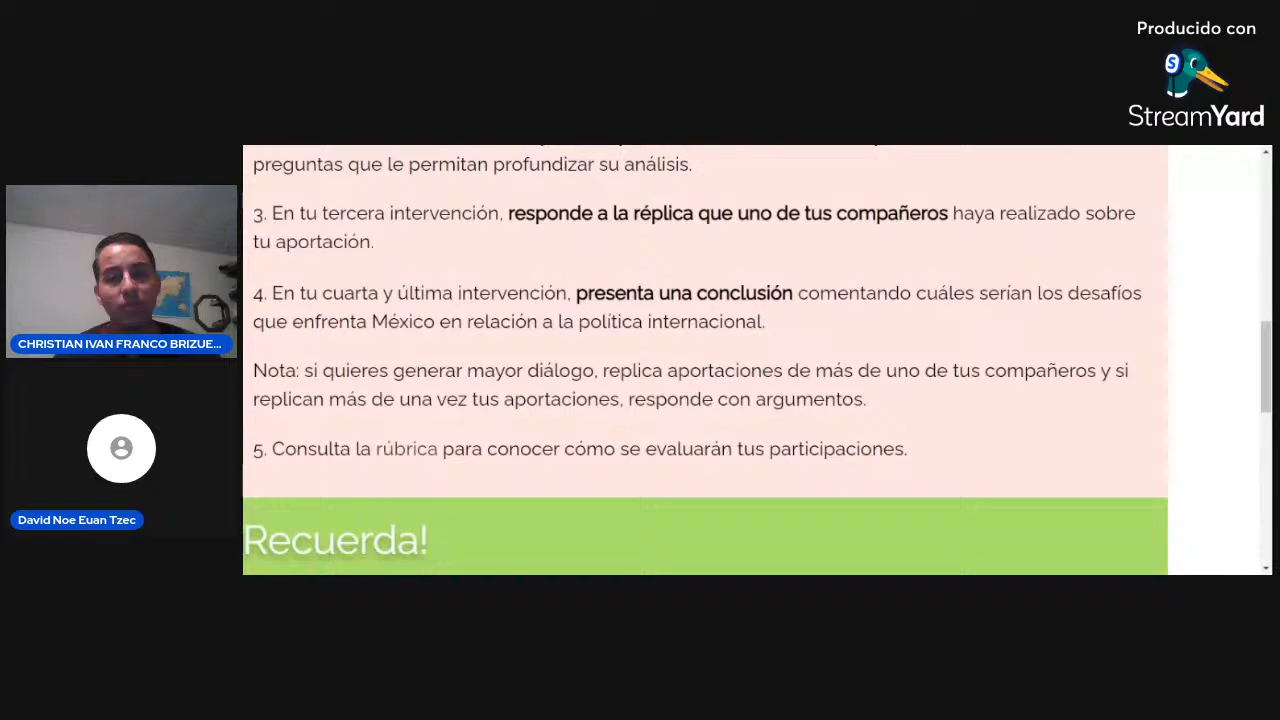 Producido con
S
StreamYard
preguntas que le permitan profundizar su análisis.
3. En tu tercera intervención, responde a la réplica que uno de tus compañeros haya realizado sobre
tu aportación.
4. En tu cuarta y última intervención, presenta una conclusión comentando cuáles serían los desafíos
que enfrenta México en relación a la política internacional.
Nota: si quieres generar mayor diálogo, replica aportaciones de más de uno de tus compañeros y si
replican más de una vez tus aportaciones, responde con argumentos.
5. Consulta la rúbrica para conocer cómo se evaluarán tus participaciones.
Recuerda!
CHRISTIAN IVAN FRANCO BRIZUE...
David Noe Euan Tzec